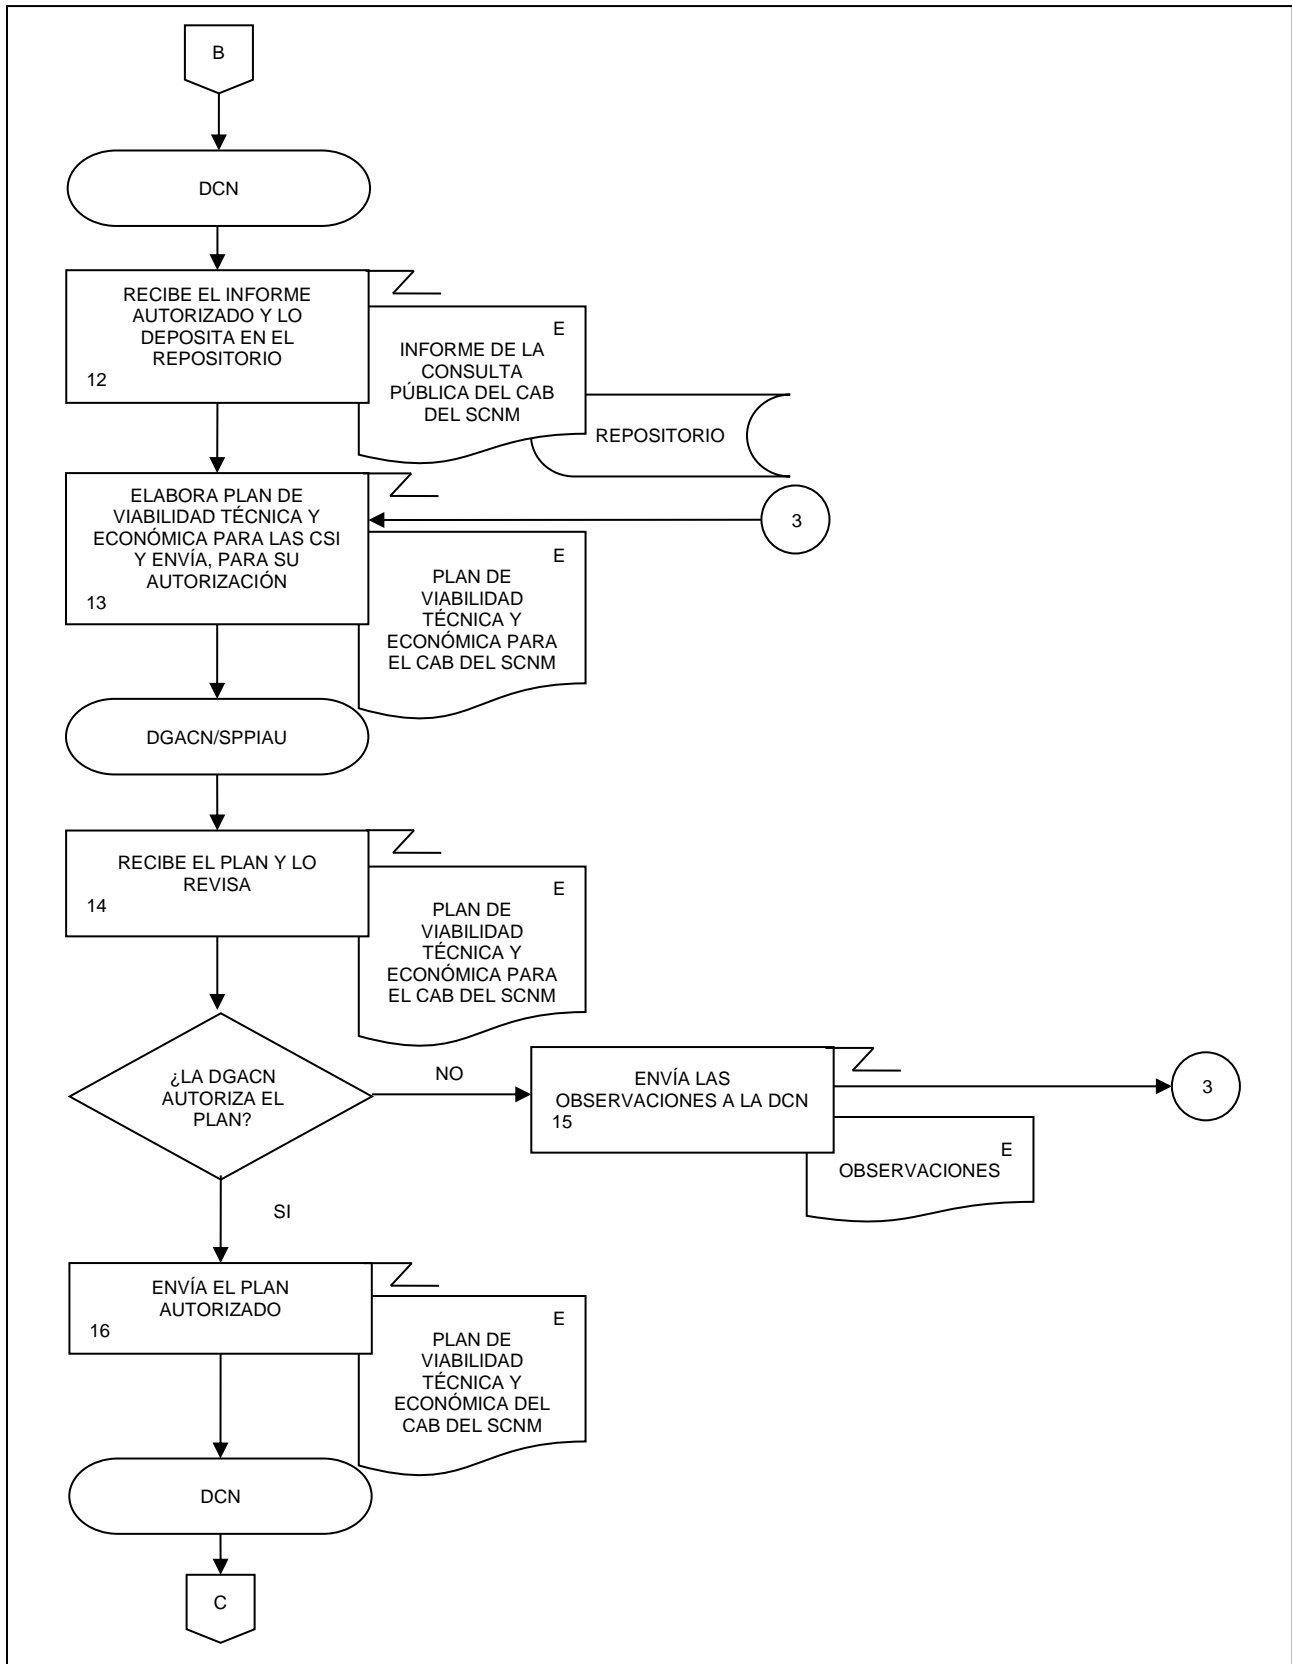 B
DCN
RECIBE EL INFORME
AUTORIZADO Y LO
DEPOSITA EN EL
REPOSITORIO
12
E
INFORME DE LA
CONSULTA
PÚBLICA DEL CAB
DEL SCNM
REPOSITORIO
ELABORA PLAN DE
VIABILIDAD TÉCNICA Y
ECONÓMICA PARA LAS CSI
Y ENVÍA, PARA SU
AUTORIZACIÓN
13
3
E
PLAN DE
VIABILIDAD
TÉCNICA Y
ECONÓMICA PARA
EL CAB DEL SCNM
DGACN/SPPIAU
RECIBE EL PLAN Y LO
REVISA
14
E
PLAN DE
VIABILIDAD
TÉCNICA Y
ECONÓMICA PARA
EL CAB DEL SCNM
¿LA DGACN
AUTORIZA EL
PLAN?
NO
ENVÍA LAS
OBSERVACIONES A LA DCN
15
3
E
OBSERVACIONES
SI
ENVÍA EL PLAN
AUTORIZADO
16
E
PLAN DE
VIABILIDAD
TÉCNICA Y
ECONÓMICA DEL
CAB DEL SCNM
DCN
C